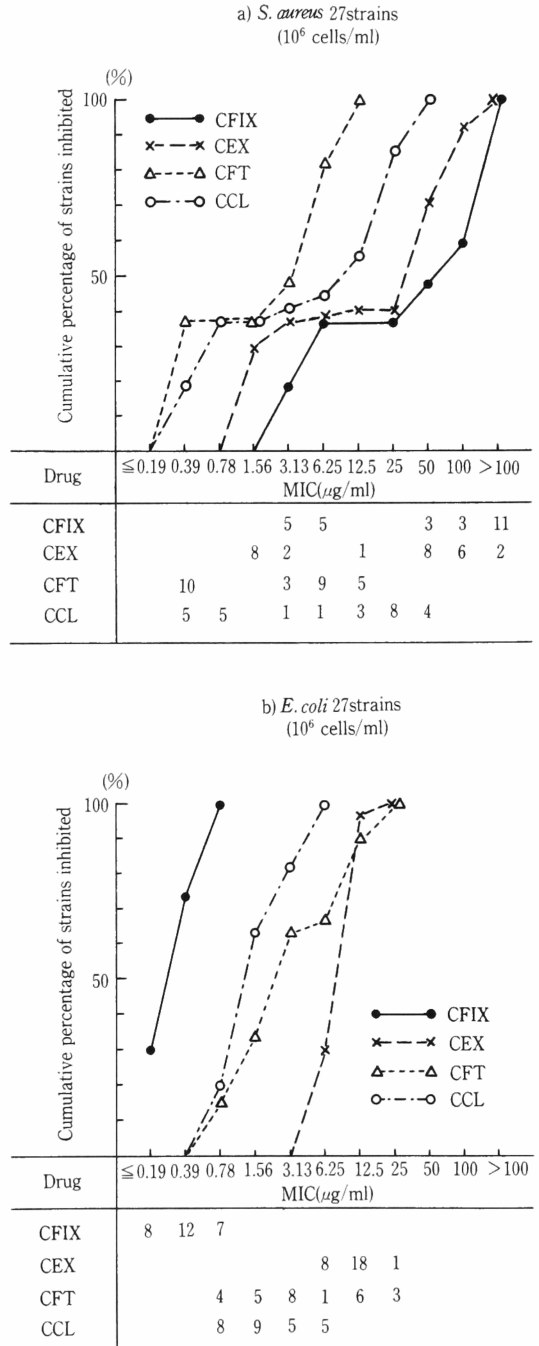 a) S. aureus 27strains
(10⁶ cells/ml)
(%)
100
50
Cumulative percentage of strains inhibited
CFIX
CEX
CFT
CCL
Drug
≦0.19 0.39 0.78 1.56 3.13 6.25 12.5 25 50 100 >100
MIC(μg/ml)
CFIX 5 5 3 3 11
CEX 8 2 1 8 6 2
CFT 10 3 9 5
CCL 5 5 1 1 3 8 4
b) E. coli 27strains
(10⁶ cells/ml)
(%)
100
50
Cumulative percentage of strains inhibited
CFIX
CEX
CFT
CCL
Drug
≦0.19 0.39 0.78 1.56 3.13 6.25 12.5 25 50 100 >100
MIC(μg/ml)
CFIX 8 12 7
CEX 8 18 1
CFT 4 5 8 1 6 3
CCL 8 9 5 5